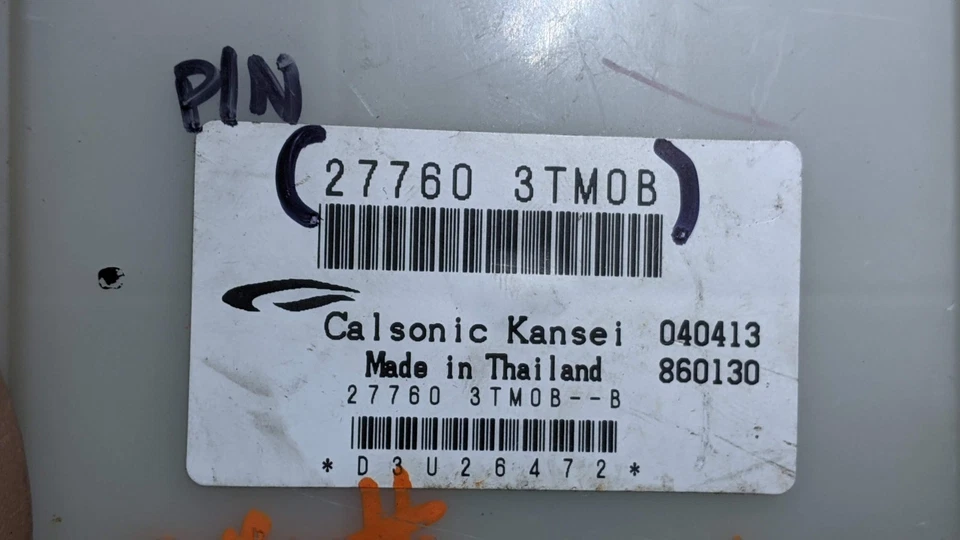 PIN
(27760 3TM0B)
Calsonic Kansei 040413
Made in Thailand 860130
27760 3TM0B--B
*D3U26472*